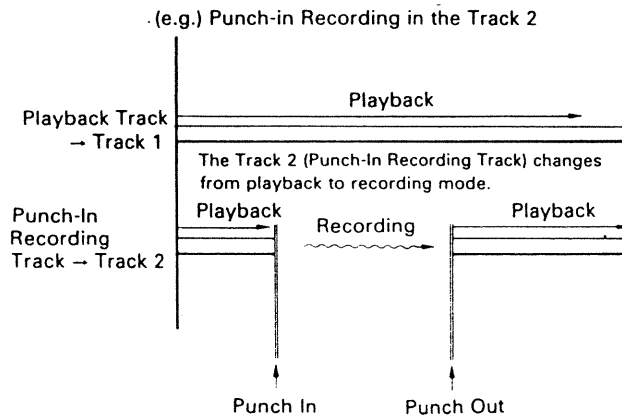 (e.g.) Punch-in Recording in the Track 2
Playback
Playback Track
→ Track 1
The Track 2 (Punch-In Recording Track) changes
from playback to recording mode.
Punch-In
Recording
Track → Track 2
Playback
Recording
Playback
Punch In
Punch Out